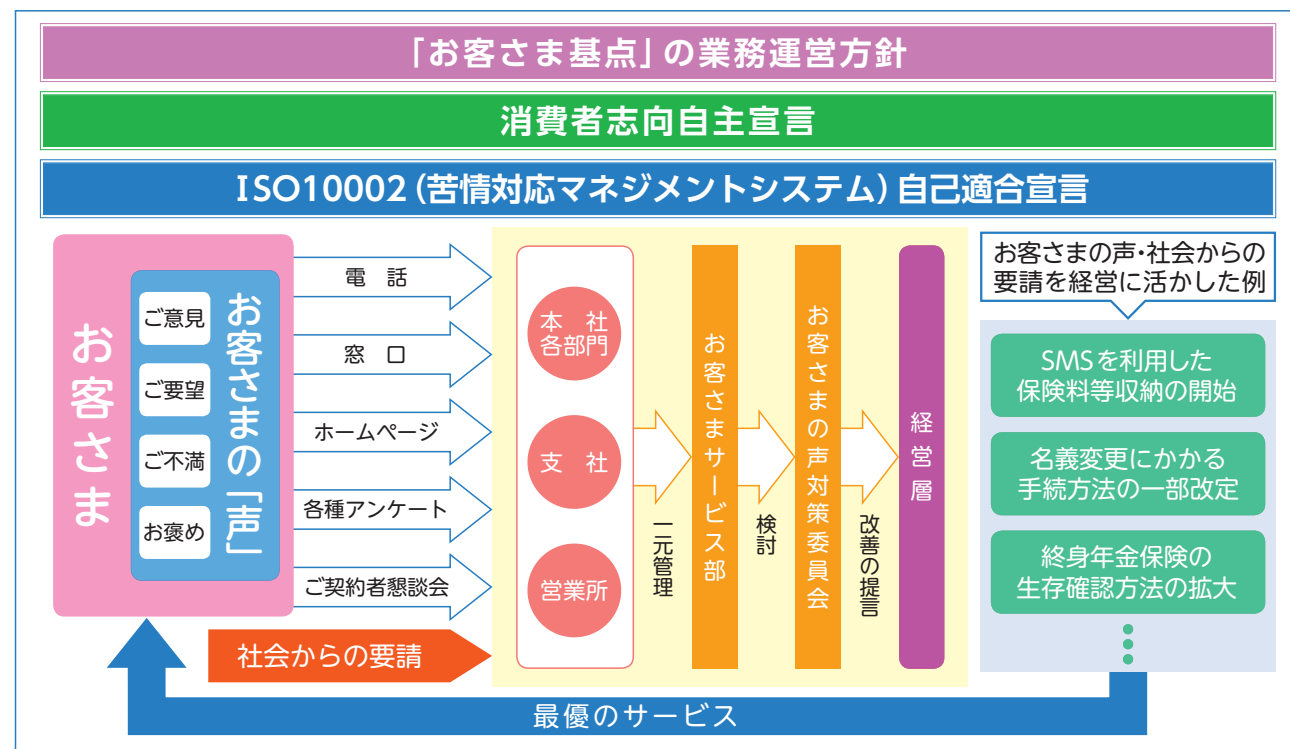 「お客さま基点」の業務運営方針
消費者志向自主宣言
ISO10002（苦情対応マネジメントシステム）自己適合宣言
お客さま
お客さまの「声」
ご意見
ご要望
ご不満
お褒め
電　話
窓　口
ホームページ
各種アンケート
ご契約者懇談会
社会からの要請
本　社
各部門
支　社
営業所
一元管理
お客さまサービス部
検討
お客さまの声対策委員会
改善の提言
経営層
お客さまの声・社会からの
要請を経営に活かした例
SMSを利用した
保険料等収納の開始
名義変更にかかる
手続方法の一部改定
終身年金保険の
生存確認方法の拡大
最優のサービス